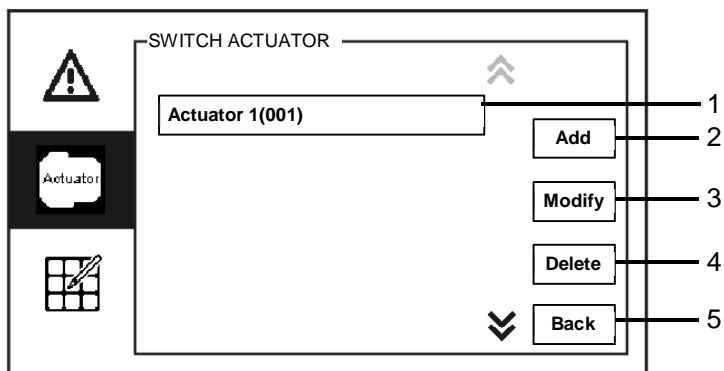 SWITCH ACTUATOR
Actuator 1(001)
1
Add
2
Actuator
Modify
3
Delete
4
Back
5